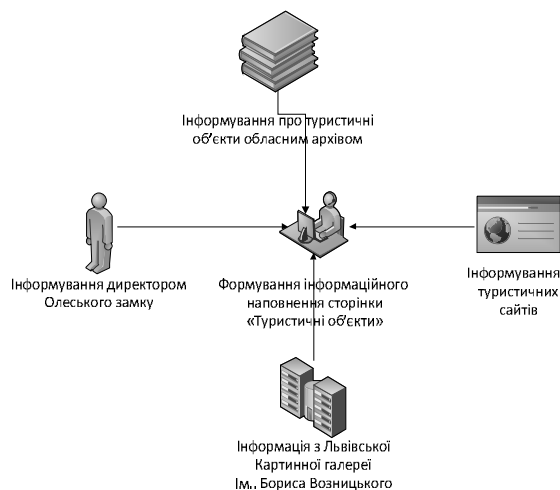 Інформування про туристичні
об'єкти обласним архівом
Інформування директором
Олеського замку
Формування інформаційного
наповнення сторінки
«Туристичні об'єкти»
Інформування
туристичних
сайтів
Інформація з Львівської
Картинної галереї
Бориса Возницького